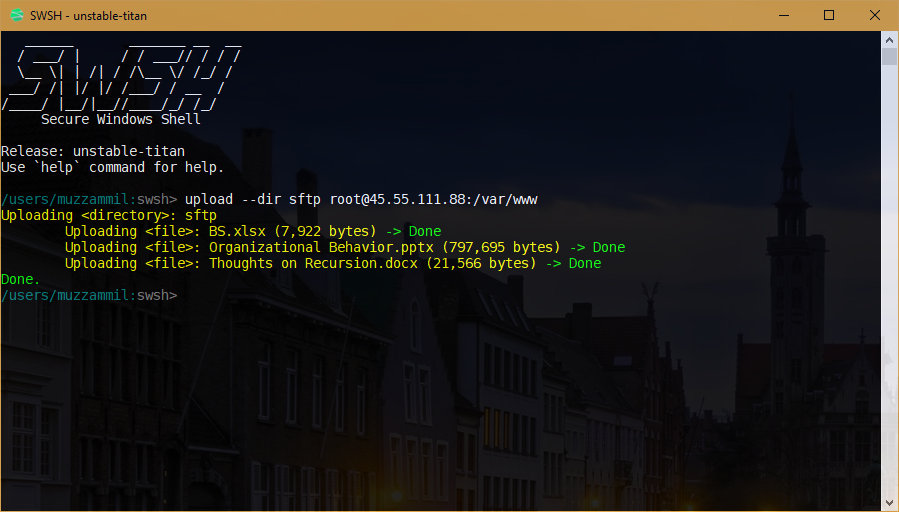 SWSH - unstable-titan
SWSH
Secure Windows Shell
Release: unstable-titan
Use `help` command for help.
/users/muzzammil:swsh> upload --dir sftp root@45.55.111.88:/var/www
Uploading <directory>: sftp
Uploading <file>: BS.xlsx (7,922 bytes) -> Done
Uploading <file>: Organizational Behavior.pptx (797,695 bytes) -> Done
Uploading <file>: Thoughts on Recursion.docx (21,566 bytes) -> Done
Done.
/users/muzzammil:swsh>